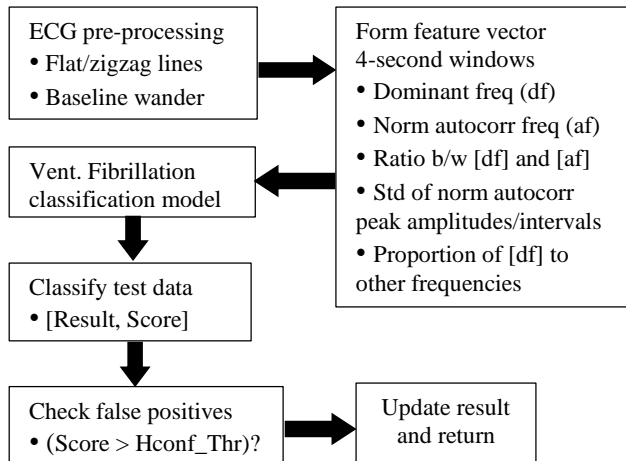 ECG pre-processing
• Flat/zigzag lines
• Baseline wander
Form feature vector
4-second windows
• Dominant freq (df)
• Norm autocorr freq (af)
• Ratio b/w [df] and [af]
• Std of norm autocorr
peak amplitudes/intervals
• Proportion of [df] to
other frequencies
Vent. Fibrillation
classification model
Classify test data
• [Result, Score]
Check false positives
• (Score > Hconf_Thr)?
Update result
and return